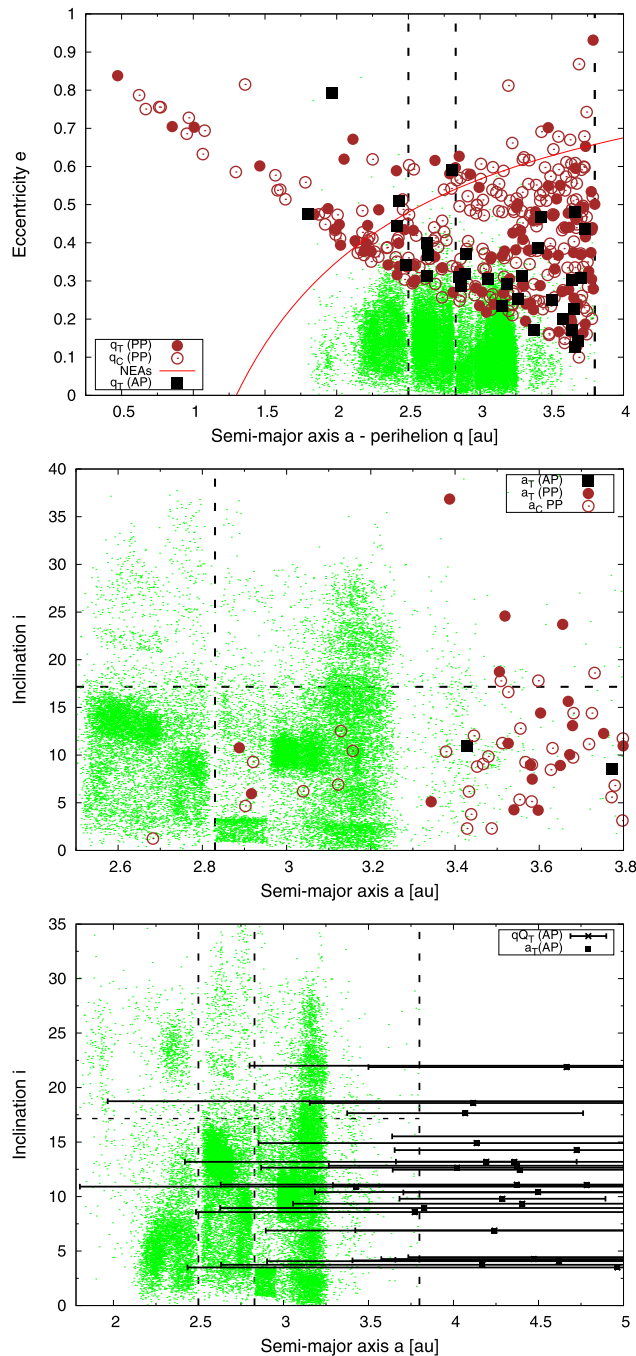 1
0.9
0.8
0.7
0.6
0.5
0.4
0.3
0.2
0.1
0
Eccentricity e
q_T (PP)
q_C (PP)
NEAs
q_T (AP)
0.5 1 1.5 2 2.5 3 3.5 4
Semi-major axis a - perihelion q [au]
40
35
30
25
20
15
10
5
0
Inclination i
a_T (AP)
a_T (PP)
a_C PP
2.6 2.8 3 3.2 3.4 3.6 3.8
Semi-major axis a [au]
35
30
25
20
15
10
5
0
Inclination i
qQ_T (AP)
a_T(AP)
2 2.5 3 3.5 4 4.5 5
Semi-major axis a [au]